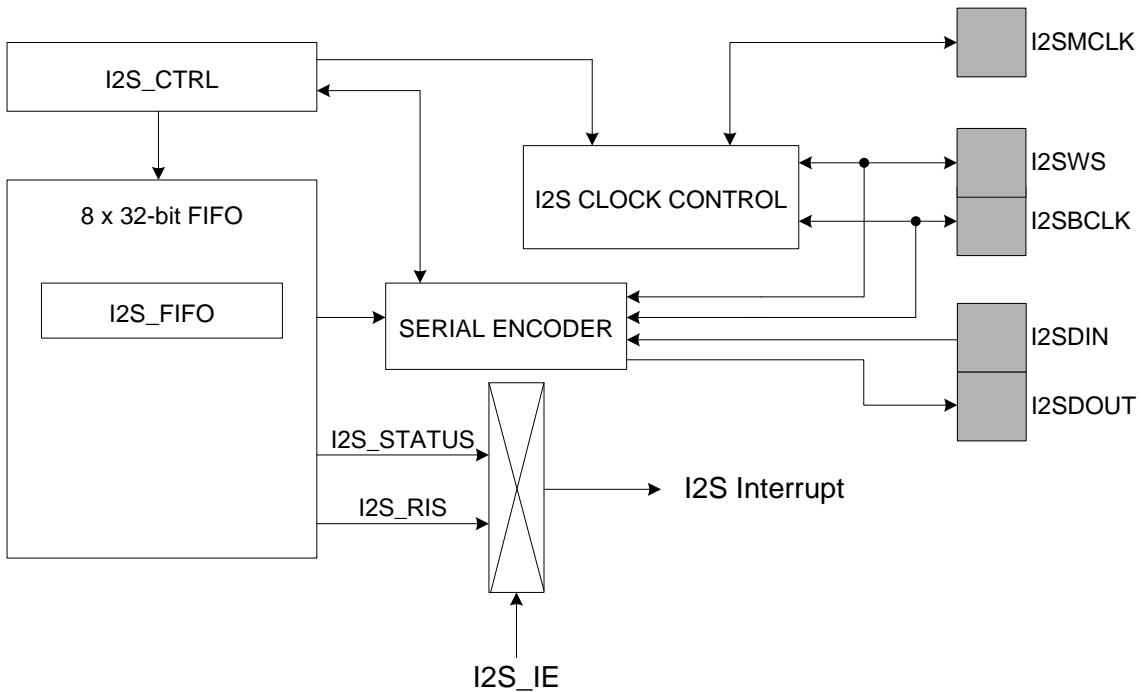 I2S_CTRL
8 x 32-bit FIFO
I2S_FIFO
I2S CLOCK CONTROL
SERIAL ENCODER
I2SMCLK
I2SWS
I2SBCLK
I2SDIN
I2SDOUT
I2S_STATUS
I2S_RIS
I2S Interrupt
I2S_IE